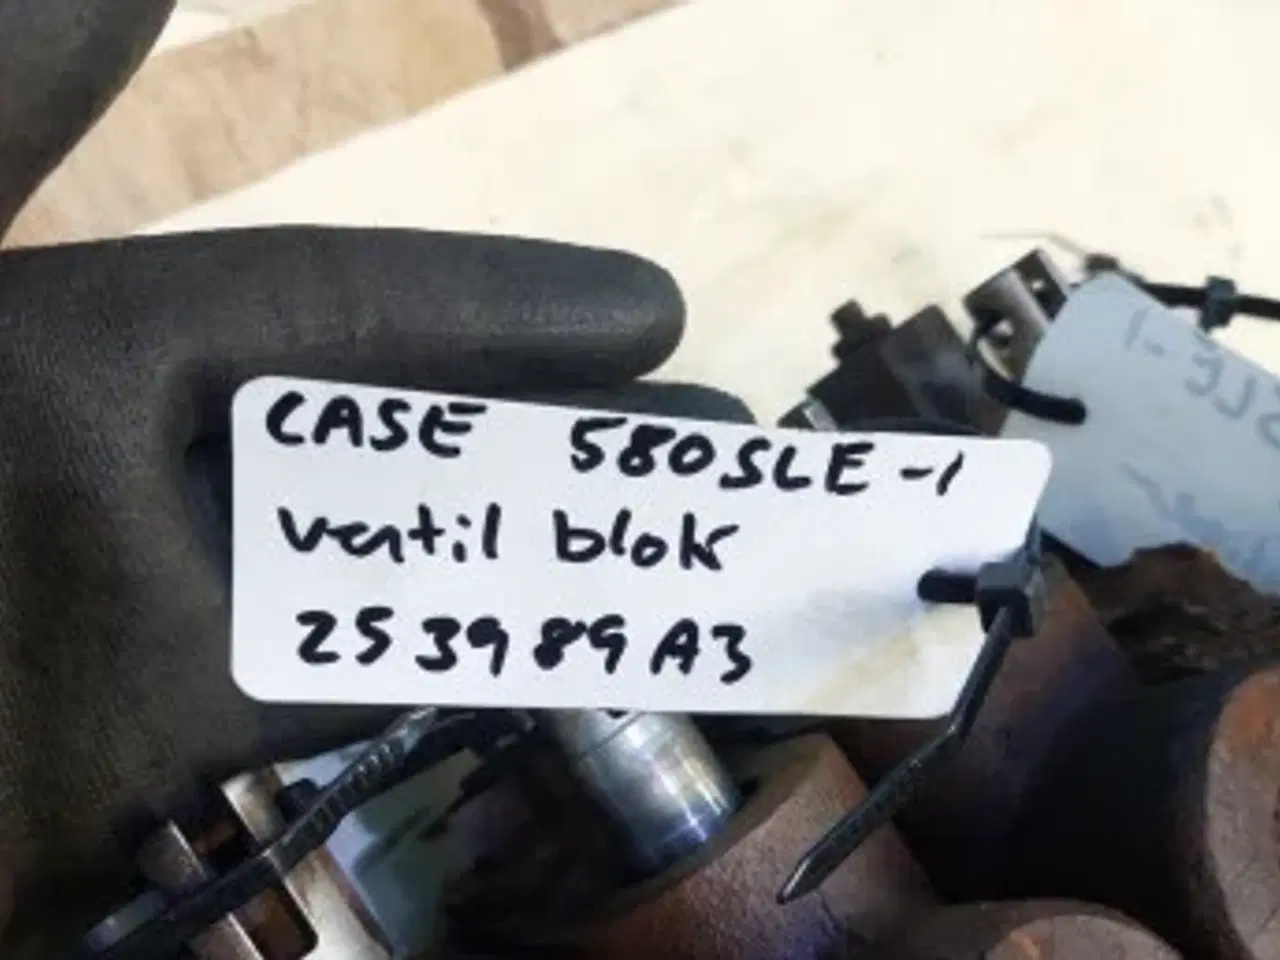 CASE 580SLE-1
ventil blok
253989A3